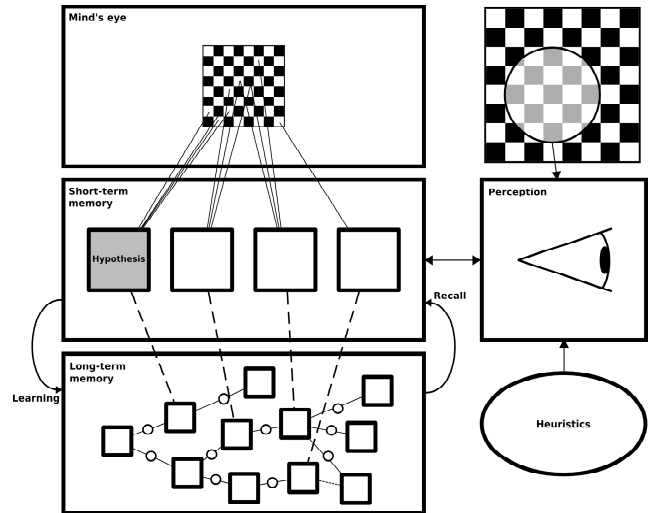 Mind's eye
Short-term
memory
Perception
Hypothesis
Recall
Long-term
memory
Learning
Heuristics